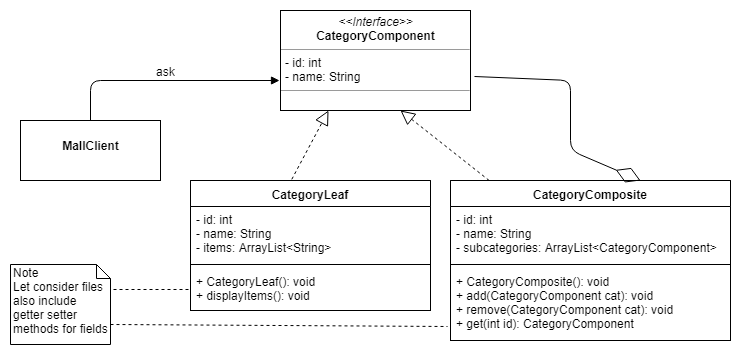 <<Interface>>
CategoryComponent
- id: int
- name: String
ask
MallClient
CategoryLeaf
- id: int
- name: String
- items: ArrayList<String>
+ CategoryLeaf(): void
+ displayItems(): void
CategoryComposite
- id: int
- name: String
- subcategories: ArrayList<CategoryComponent>
+ CategoryComposite(): void
+ add(CategoryComponent cat): void
+ remove(CategoryComponent cat): void
+ get(int id): CategoryComponent
Note
Let consider files
also include
getter setter
methods for fields